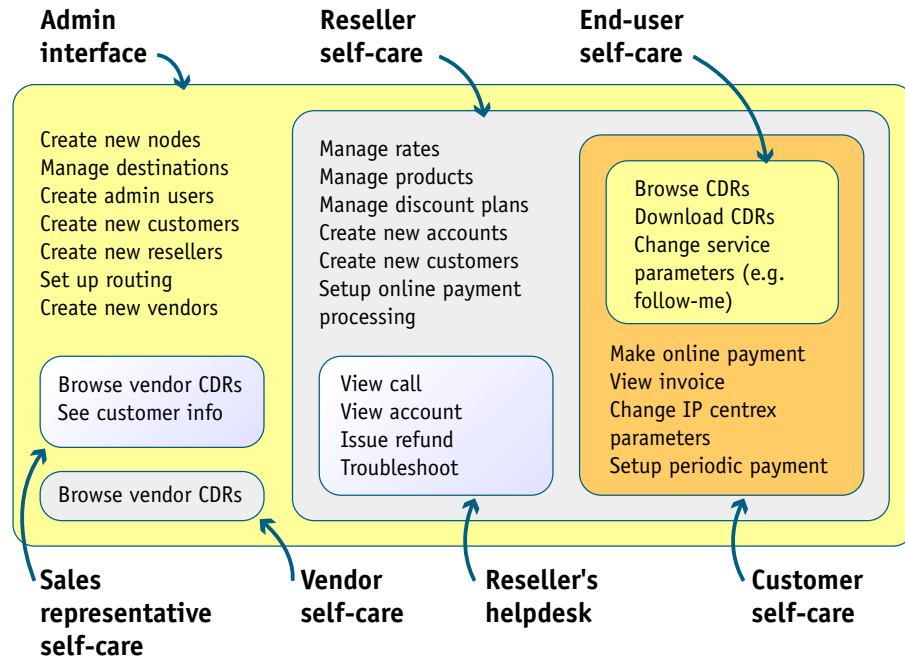 Admin
interface
Reseller
self-care
End-user
self-care
Create new nodes
Manage destinations
Create admin users
Create new customers
Create new resellers
Set up routing
Create new vendors
Browse vendor CDRs
See customer info
Browse vendor CDRs
Manage rates
Manage products
Manage discount plans
Create new accounts
Create new customers
Setup online payment
processing
View call
View account
Issue refund
Troubleshoot
Browse CDRs
Download CDRs
Change service
parameters (e.g.
follow-me)
Make online payment
View invoice
Change IP centrex
parameters
Setup periodic payment
Sales
representative
self-care
Vendor
self-care
Reseller's
helpdesk
Customer
self-care